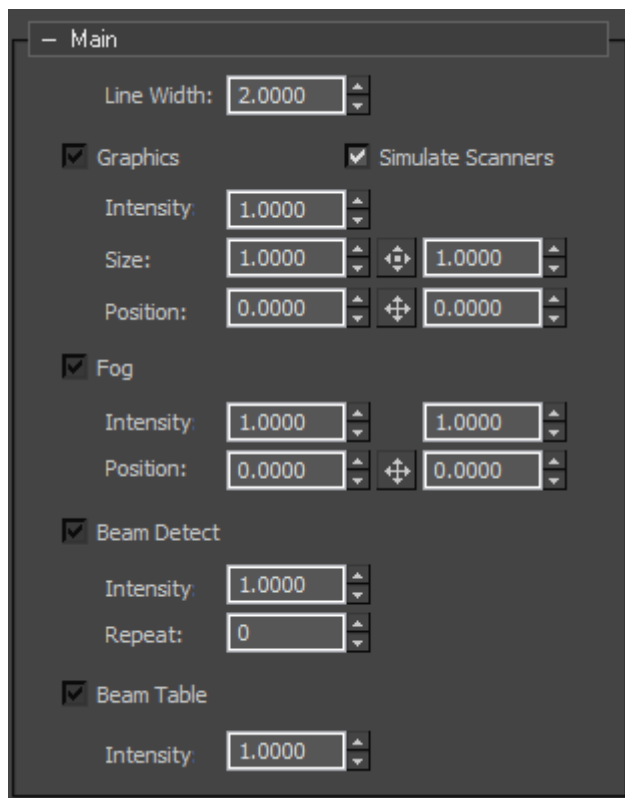 − Main
Line Width: 2.0000
Graphics Simulate Scanners
Intensity: 1.0000
Size: 1.0000 1.0000
Position: 0.0000 0.0000
Fog
Intensity: 1.0000 1.0000
Position: 0.0000 0.0000
Beam Detect
Intensity: 1.0000
Repeat: 0
Beam Table
Intensity: 1.0000